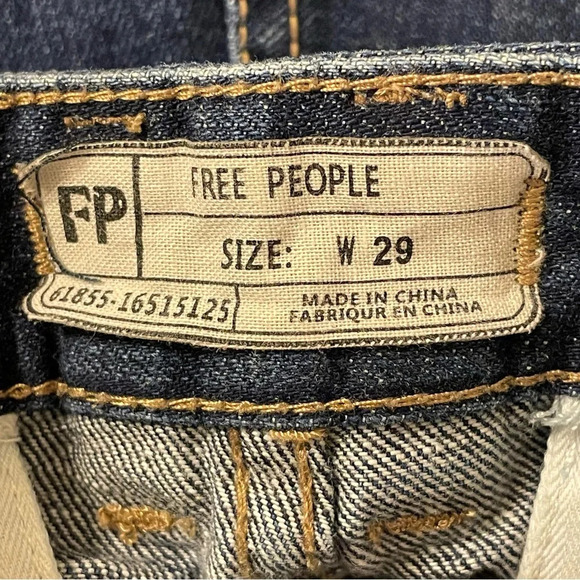 FP
FREE PEOPLE
SIZE: W 29
61855-16515125
MADE IN CHINA
FABRIQUR EN CHINA